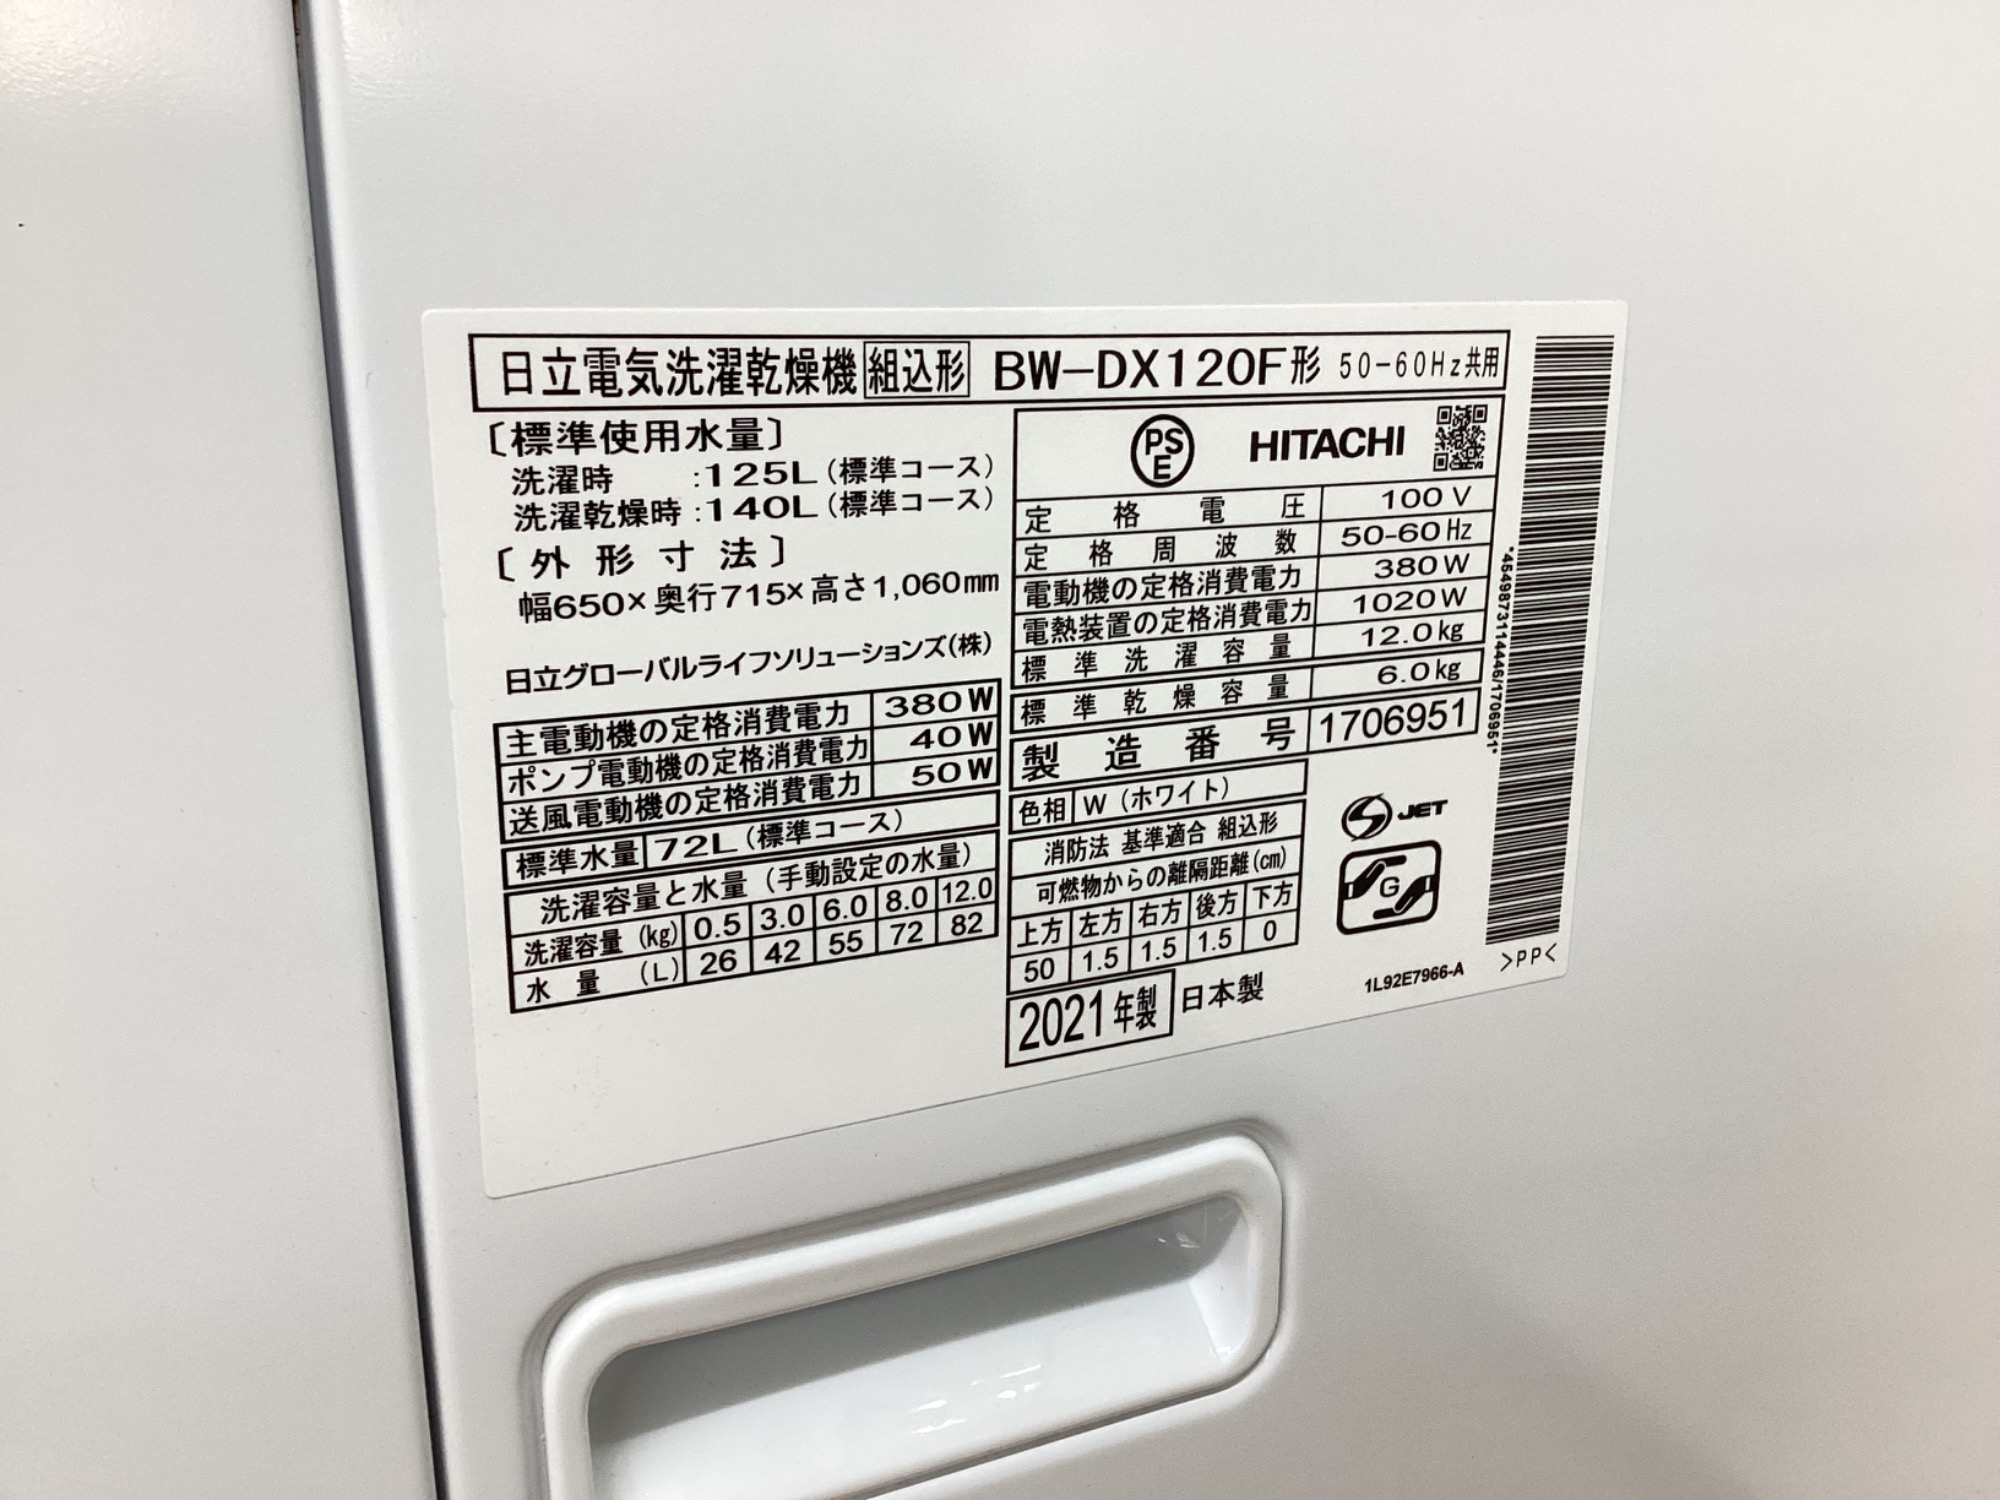 日立電気洗濯乾燥機 組込形 BW-DX120F形 50-60Hz共用
〔標準使用水量〕
洗濯時 :125L(標準コース)
洗濯乾燥時:140L(標準コース)
〔外形寸法〕
幅650×奥行715×高さ1,060mm
日立グローバルライフソリューションズ(株)
主電動機の定格消費電力 380W
ポンプ電動機の定格消費電力 40W
送風電動機の定格消費電力 50W
標準水量 72L(標準コース)
洗濯容量と水量(手動設定の水量)
洗濯容量(kg) 0.5 3.0 6.0 8.0 12.0
水量(L) 26 42 55 72 82
PSE HITACHI
定格電圧 100V
定格周波数 50-60Hz
電動機の定格消費電力 380W
電熱装置の定格消費電力 1020W
標準洗濯容量 12.0kg
標準乾燥容量 6.0kg
製造番号 1706951
色相 W(ホワイト)
消防法 基準適合 組込形
可燃物からの離隔距離(cm)
上方 左方 右方 後方 下方
50 1.5 1.5 1.5 0
2021年製 日本製
S JET
G
1L92E7966-A
>PP<
*4549873114446/1706951*